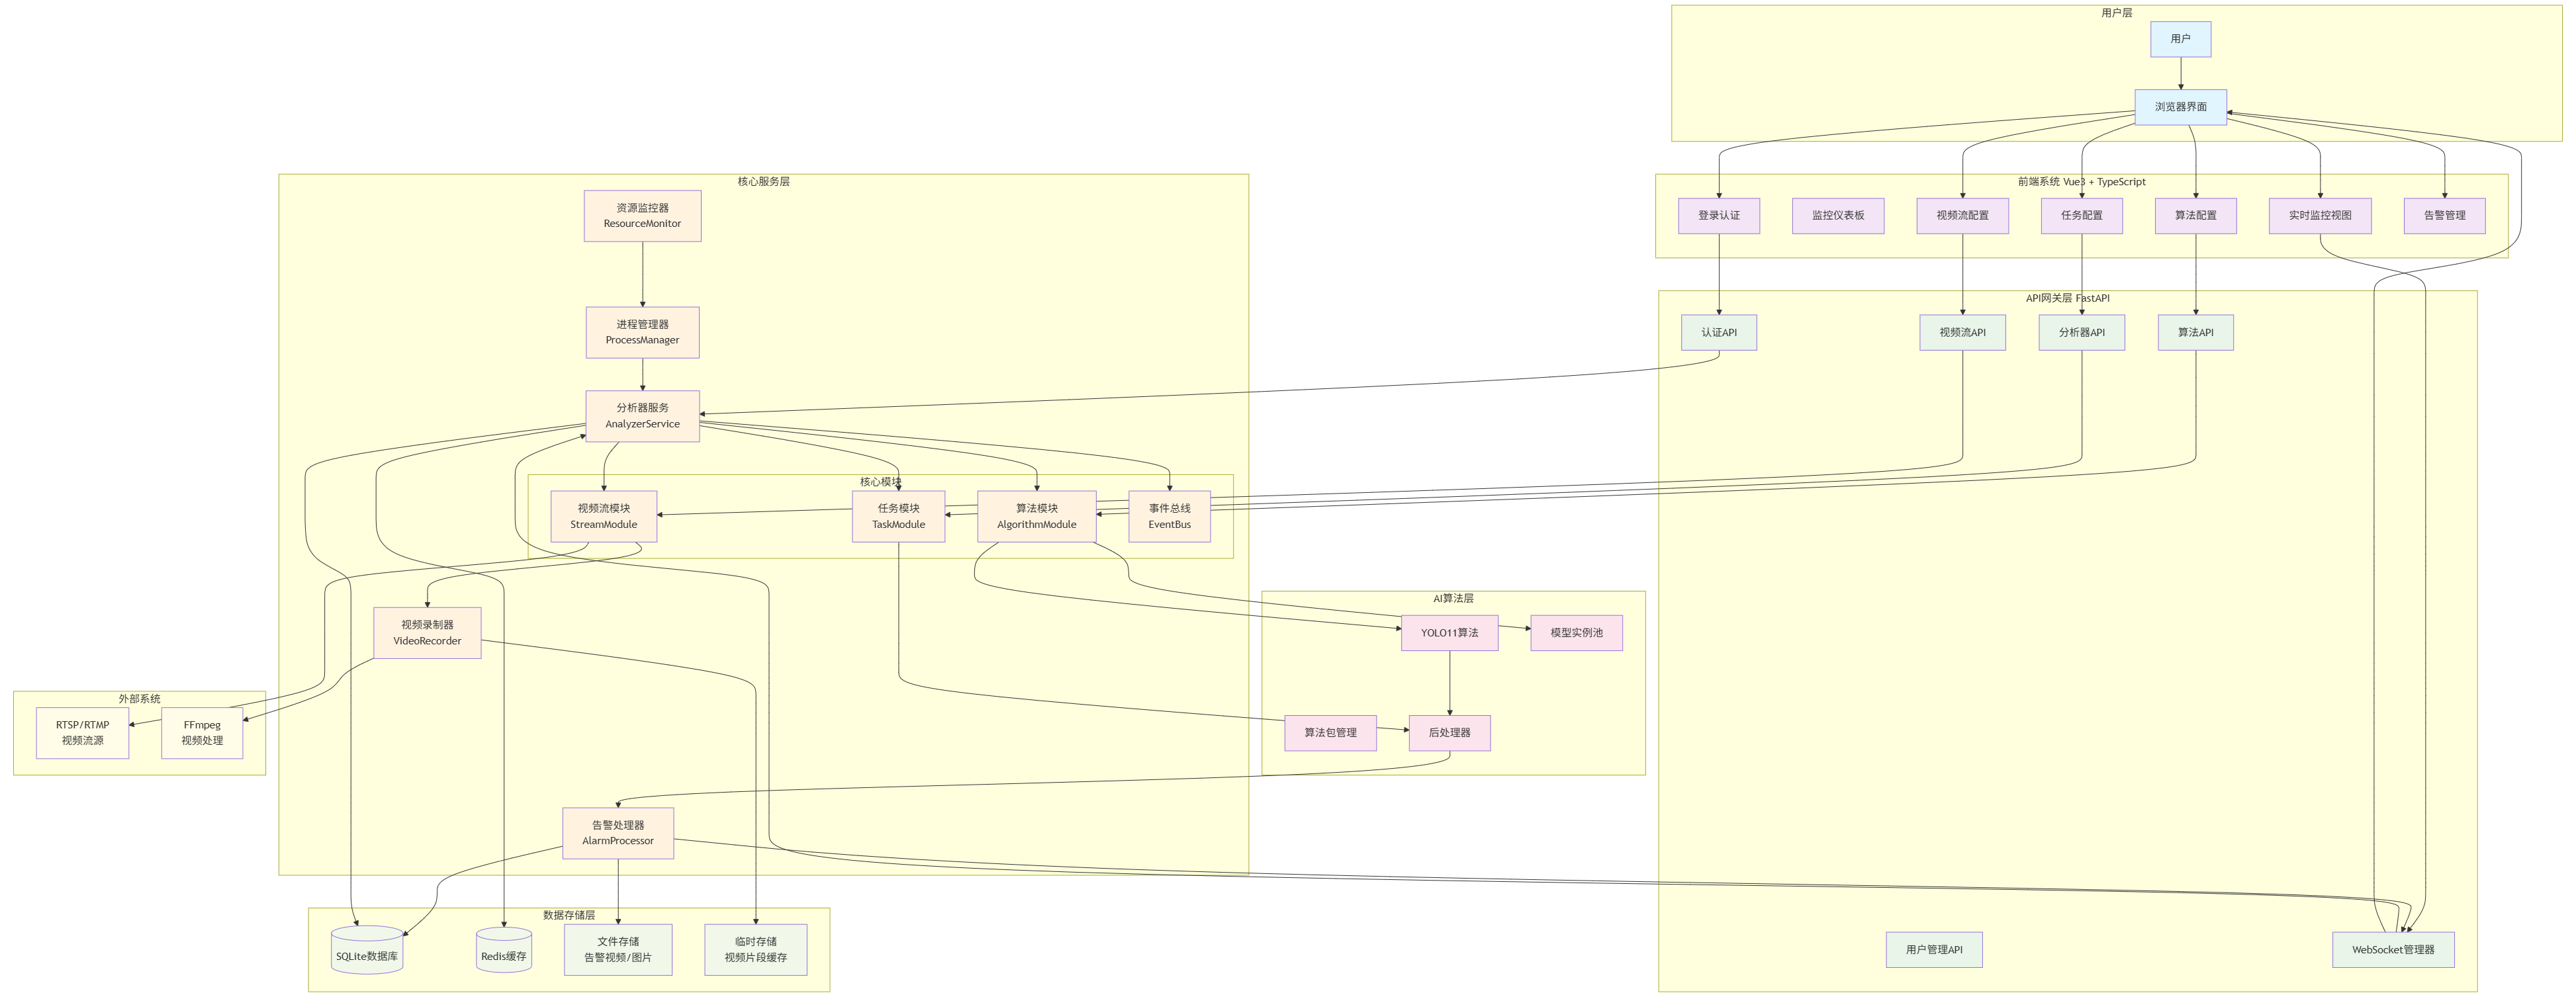 用户层
用户
浏览器界面
前端系统 Vue3 + TypeScript
登录认证
监控仪表板
视频流配置
任务配置
算法配置
实时监控视图
告警管理
API网关层 FastAPI
认证API
视频流API
分析器API
算法API
用户管理API
WebSocket管理器
核心服务层
资源监控器
ResourceMonitor
进程管理器
ProcessManager
分析器服务
AnalyzerService
核心模块
视频流模块
StreamModule
任务模块
TaskModule
算法模块
AlgorithmModule
事件总线
EventBus
视频录制器
VideoRecorder
告警处理器
AlarmProcessor
AI算法层
YOLO11算法
模型实例池
算法包管理
后处理器
外部系统
RTSP/RTMP
视频流源
FFmpeg
视频处理
数据存储层
SQLite数据库
Redis缓存
文件存储
告警视频/图片
临时存储
视频片段缓存